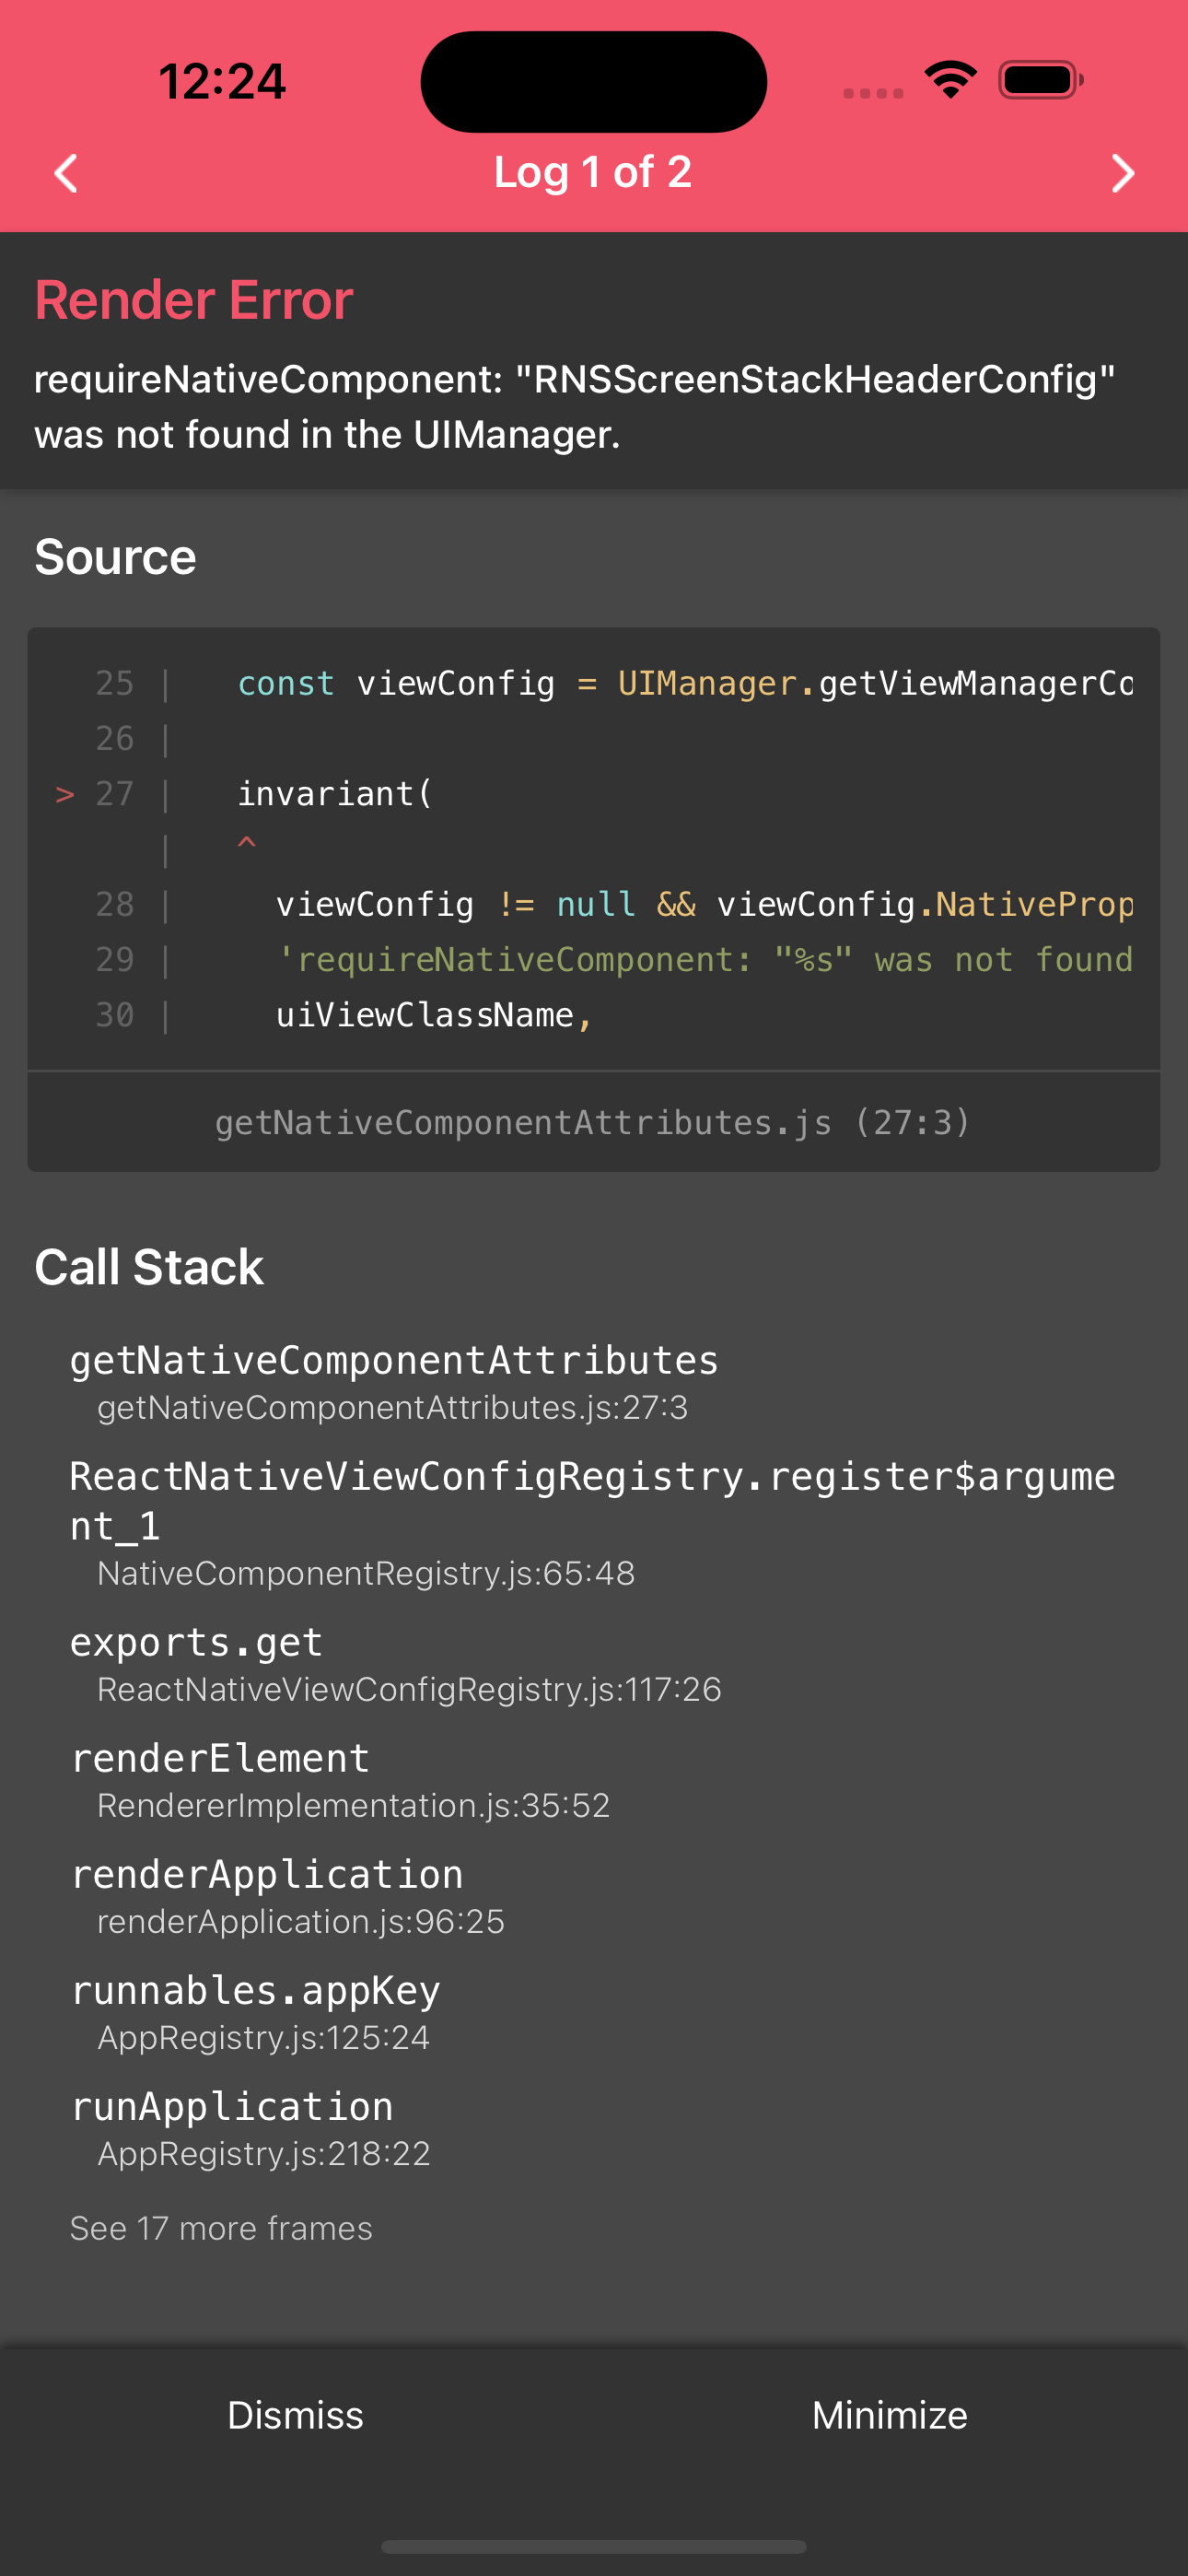 12:24
Log 1 of 2
Render Error
requireNativeComponent: "RNSScreenStackHeaderConfig"
was not found in the UIManager.
Source
25 | const viewConfig = UIManager.getViewManagerCo
26 |
> 27 | invariant(
| ^
28 | viewConfig != null && viewConfig.NativeProp
29 | 'requireNativeComponent: "%s" was not found
30 | uiViewClassName,
getNativeComponentAttributes.js (27:3)
Call Stack
getNativeComponentAttributes
getNativeComponentAttributes.js:27:3
ReactNativeViewConfigRegistry.register$argume
nt_1
NativeComponentRegistry.js:65:48
exports.get
ReactNativeViewConfigRegistry.js:117:26
renderElement
RendererImplementation.js:35:52
renderApplication
renderApplication.js:96:25
runnables.appKey
AppRegistry.js:125:24
runApplication
AppRegistry.js:218:22
See 17 more frames
Dismiss Minimize